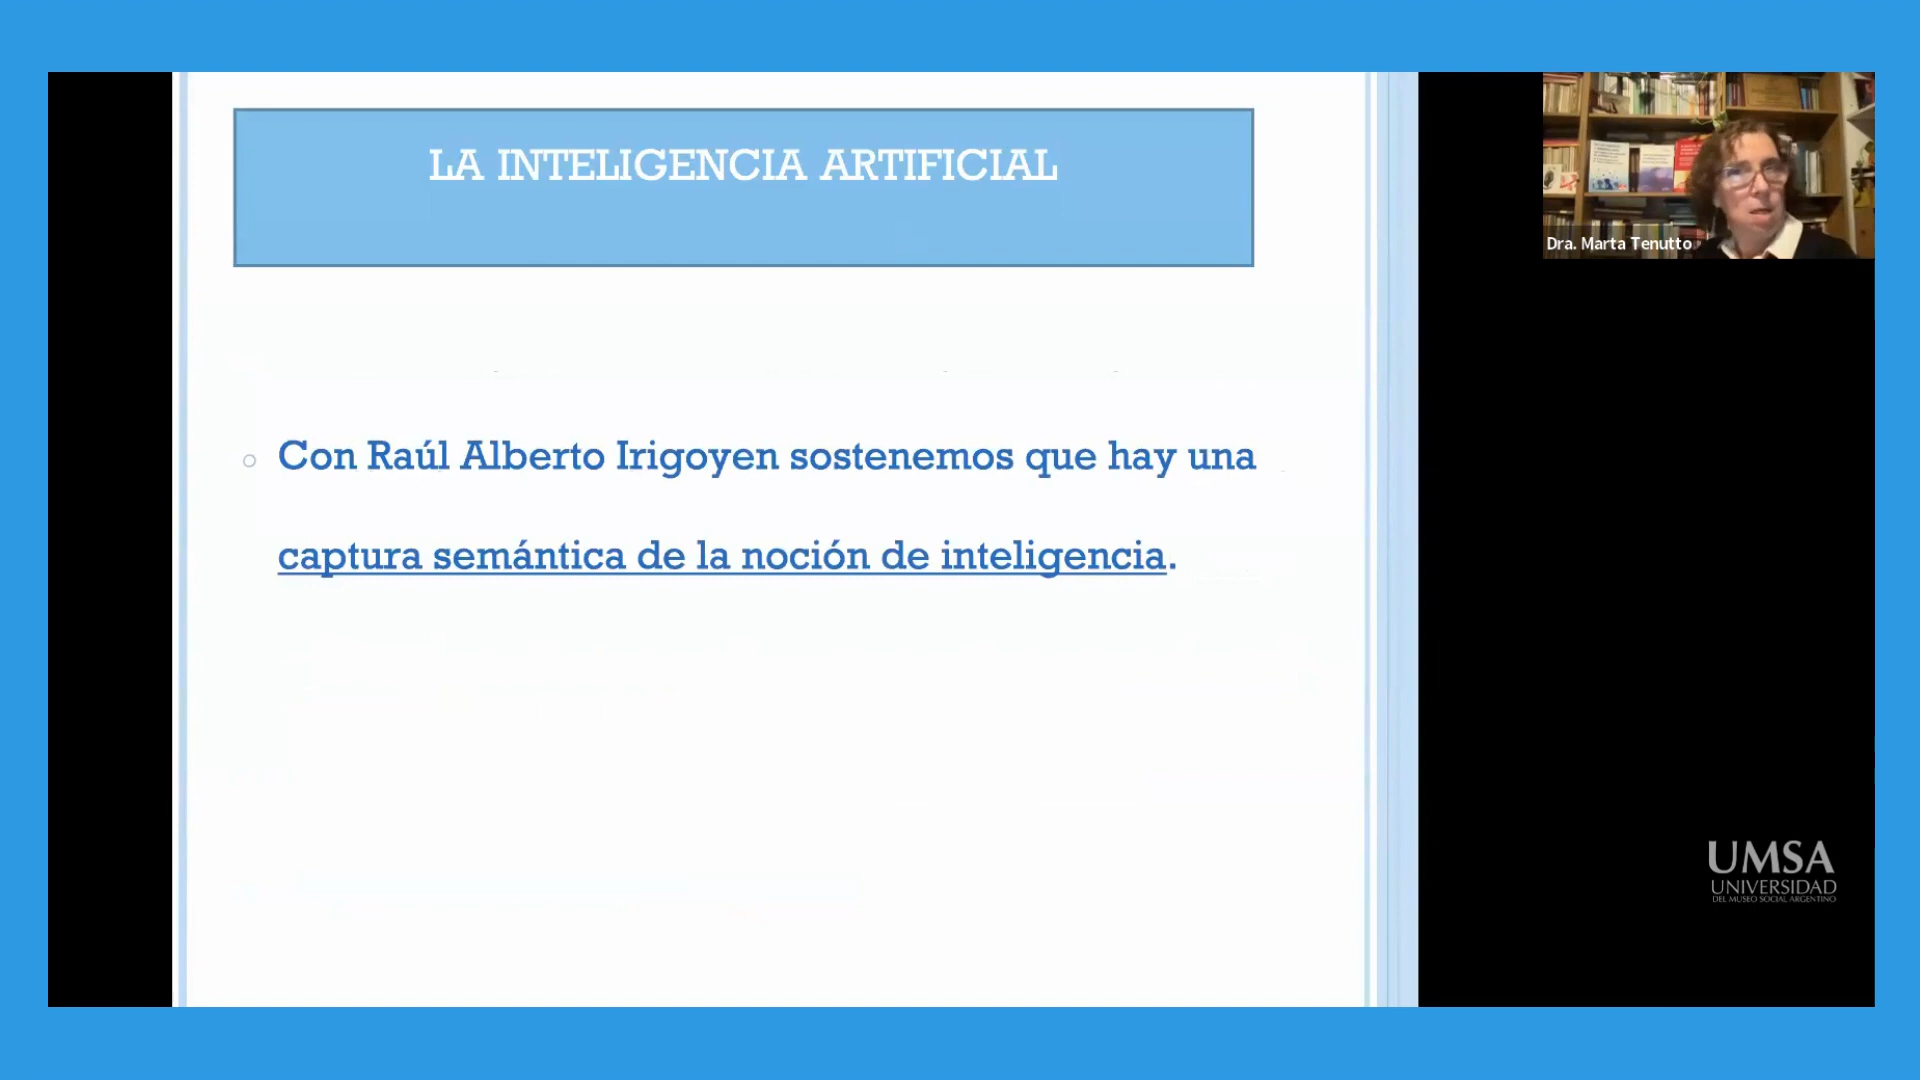 LA INTELIGENCIA ARTIFICIAL
Con Raúl Alberto Irigoyen sostenemos que hay una
captura semántica de la noción de inteligencia.
Dra. Marta Tenutto
UMSA
UNIVERSIDAD
DEL MUSEO SOCIAL ARGENTINO